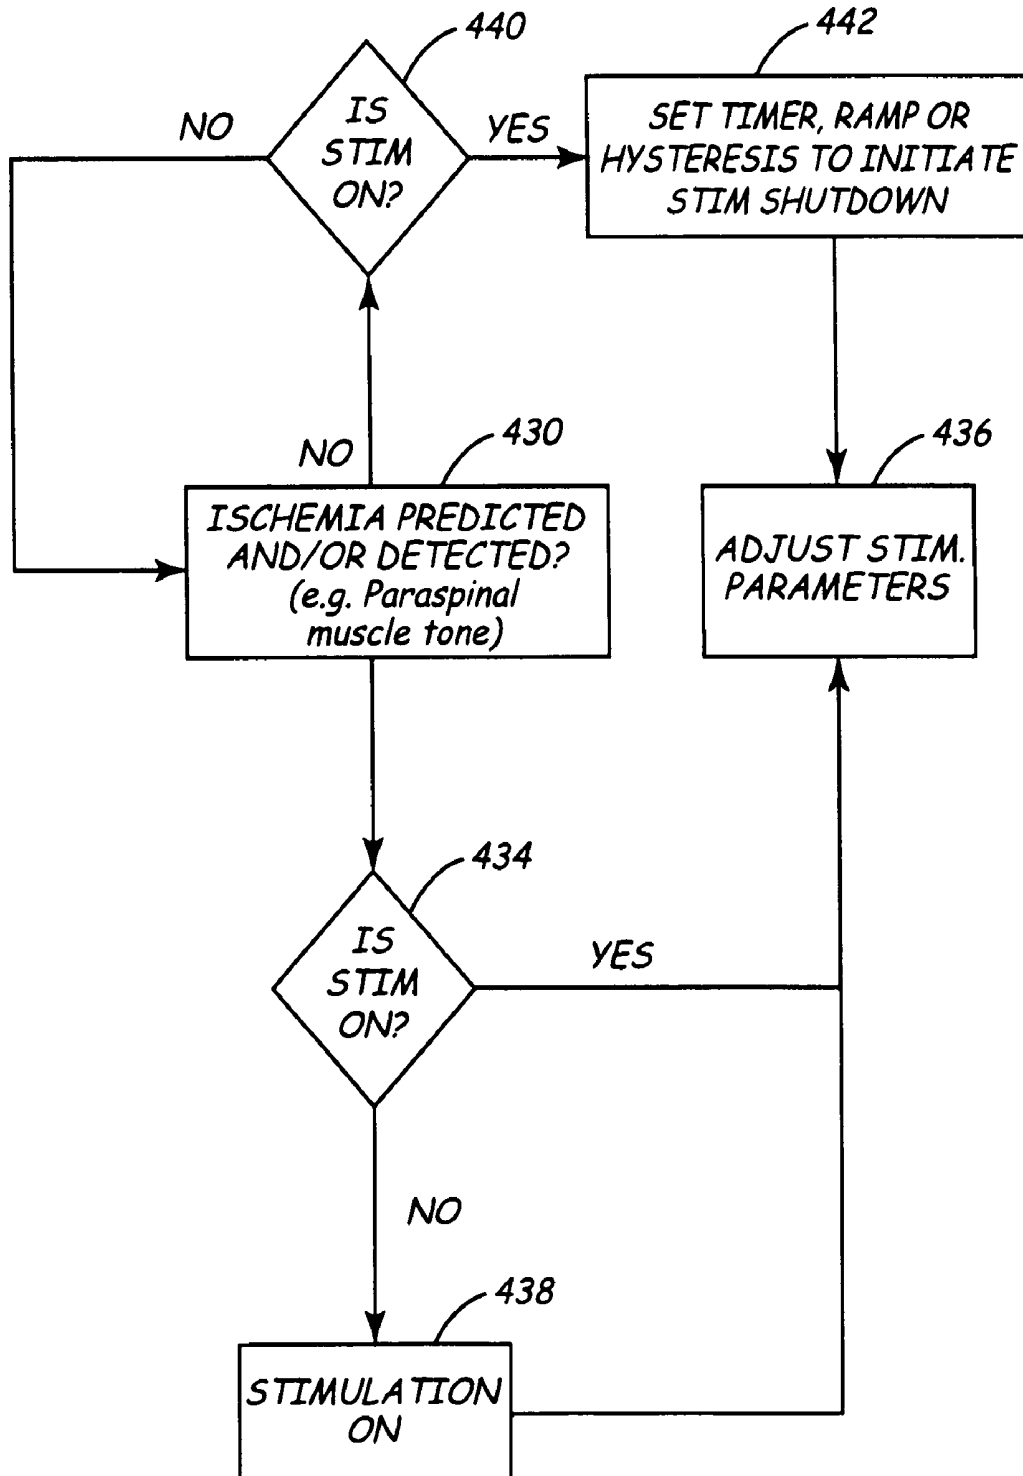 440
IS
STIM
ON?
NO
YES
442
SET TIMER, RAMP OR
HYSTERESIS TO INITIATE
STIM SHUTDOWN
NO
430
ISCHEMIA PREDICTED
AND/OR DETECTED?
(e.g. Paraspinal
muscle tone)
436
ADJUST STIM.
PARAMETERS
434
IS
STIM
ON?
YES
NO
438
STIMULATION
ON